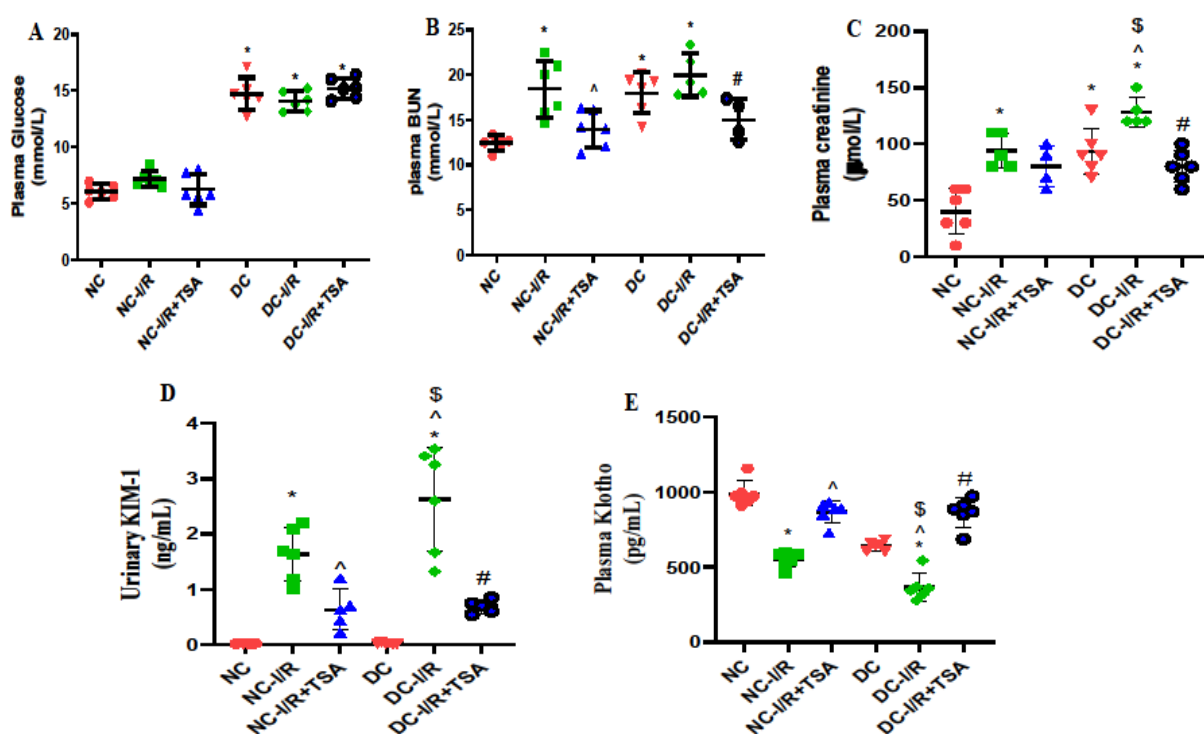 A
Plasma Glucose
(mmol/L)
20
15
10
5
0
*
*
*
NC
NC-I/R
NC-I/R+TSA
DC
DC-I/R
DC-I/R+TSA
B
plasma BUN
(mmol/L)
25
20
15
10
5
0
*
^
*
*
#
NC
NC-I/R
NC-I/R+TSA
DC
DC-I/R
DC-I/R+TSA
C
Plasma creatinine
mol/L)
200
150
100
50
0
*
*
$
^
*
#
NC
NC-I/R
NC-I/R+TSA
DC
DC-I/R
DC-I/R+TSA
D
Urinary KIM-1
(ng/mL)
4
3
2
1
0
*
^
$
^
*
#
NC
NC-I/R
NC-I/R+TSA
DC
DC-I/R
DC-I/R+TSA
E
Plasma Klotho
(pg/mL)
1500
1000
500
0
*
^
$
^
*
#
NC
NC-I/R
NC-I/R+TSA
DC
DC-I/R
DC-I/R+TSA